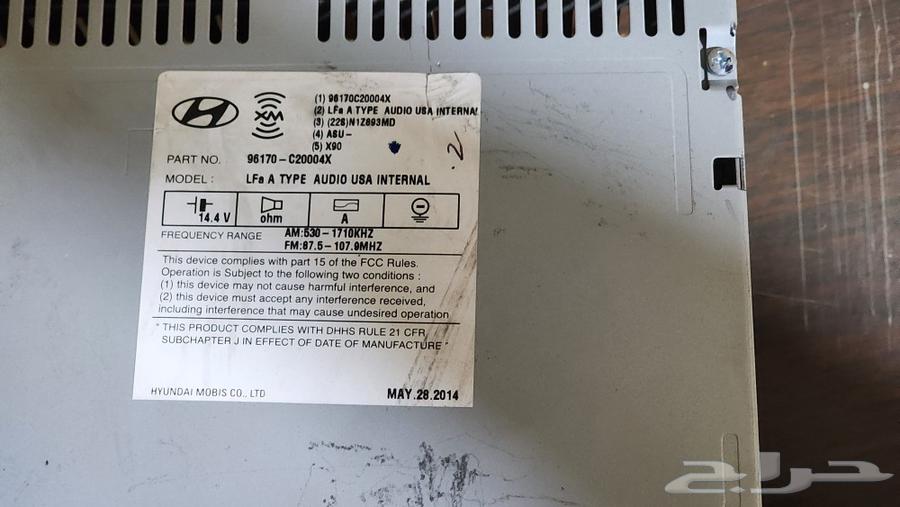 XM
(1) 96170C20004X
(2) LFa A TYPE AUDIO USA INTERNAL
(3) (228)N1Z893MD
(4) ASU-
(5) X90
2
PART NO. 96170-C20004X
MODEL : LFa A TYPE AUDIO USA INTERNAL
14.4 V ohm A
FREQUENCY RANGE AM:530-1710KHZ
FM:87.5-107.9MHZ
This device complies with part 15 of the FCC Rules.
Operation is Subject to the following two conditions :
(1) this device may not cause harmful interference, and
(2) this device must accept any interference received,
including interference that may cause undesired operation
" THIS PRODUCT COMPLIES WITH DHHS RULE 21 CFR,
SUBCHAPTER J IN EFFECT OF DATE OF MANUFACTURE "
HYUNDAI MOBIS CO., LTD MAY.28.2014
حراج